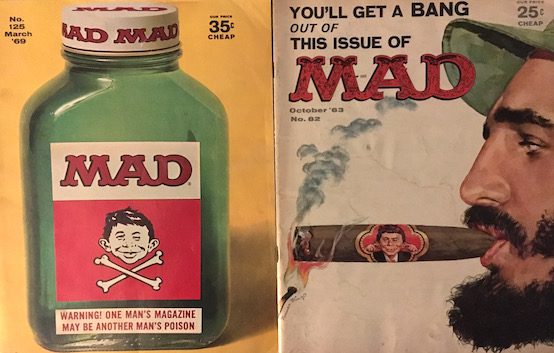 No.
125
March
'69
OUR PRICE
35¢
CHEAP
MAD MAD
MAD
WARNING! ONE MAN'S MAGAZINE
MAY BE ANOTHER MAN'S POISON
YOU'LL GET A BANG
OUT OF
THIS ISSUE OF
MAD
October '63
No. 82
OUR PRICE
25¢
CHEAP